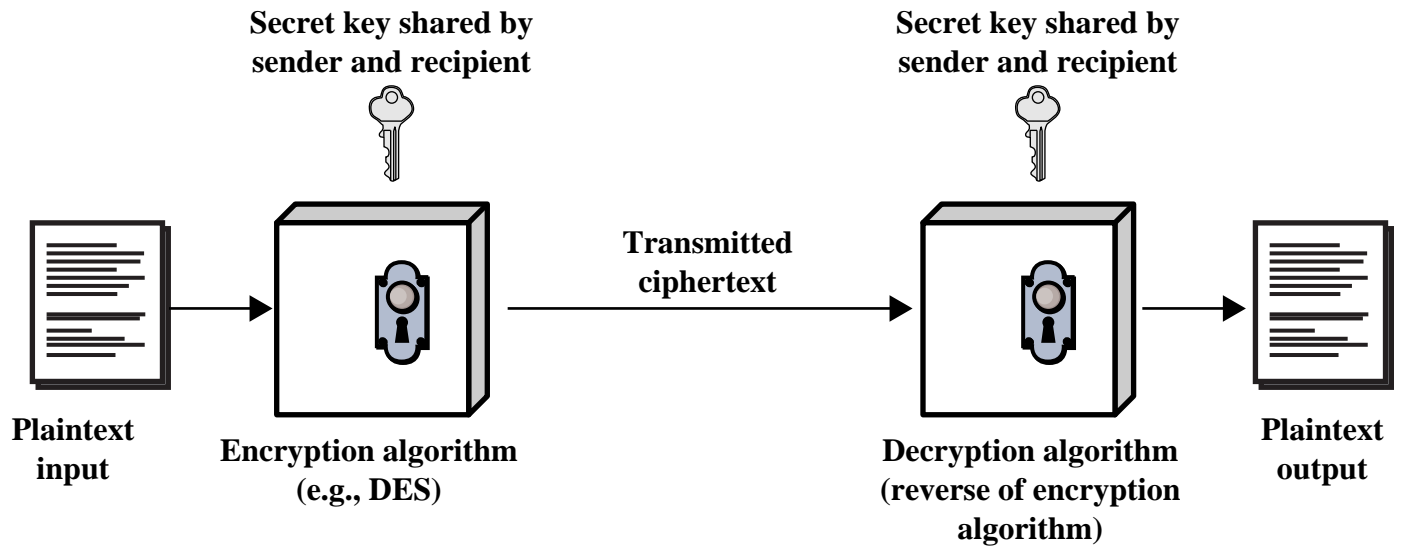 Secret key shared by
sender and recipient
Secret key shared by
sender and recipient
Transmitted
ciphertext
Plaintext
input
Encryption algorithm
(e.g., DES)
Decryption algorithm
(reverse of encryption
algorithm)
Plaintext
output